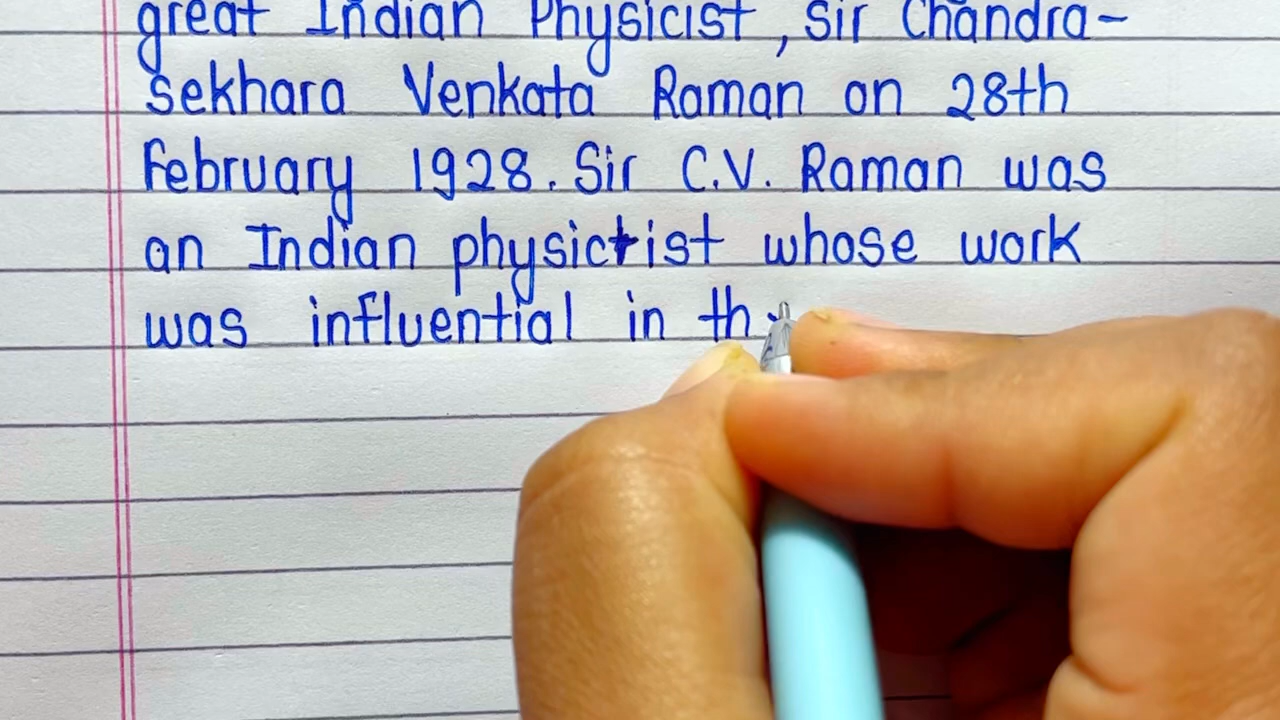 great Indian Physicist, Sir Chandra-
sekhara Venkata Raman on 28th
February 1928. Sir C.V. Raman was
an Indian physictist whose work
was influential in th